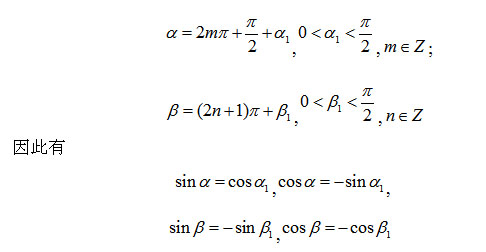 α = 2mπ + π/2 + α₁, 0 < α₁ < π/2, m ∈ Z;
β = (2n+1)π + β₁, 0 < β₁ < π/2, n ∈ Z
因此有
sin α = cos α₁, cos α = −sin α₁,
sin β = −sin β₁, cos β = −cos β₁